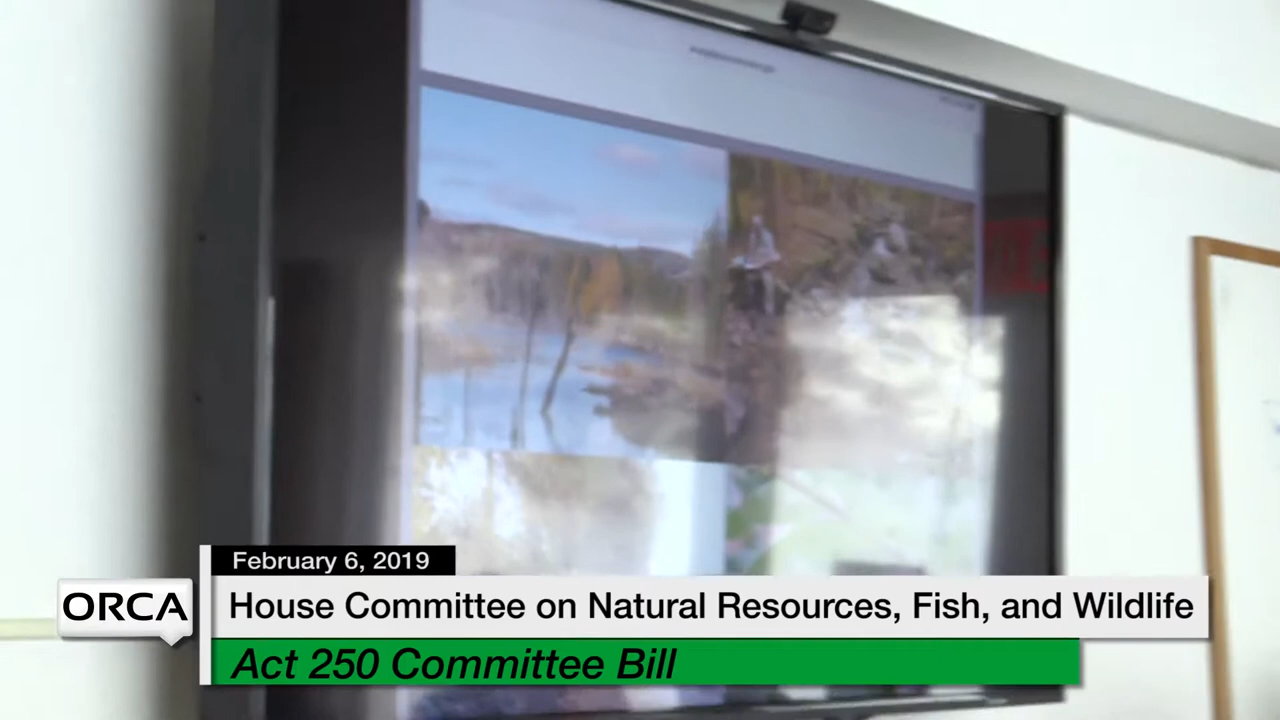 February 6, 2019
ORCA
House Committee on Natural Resources, Fish, and Wildlife
Act 250 Committee Bill